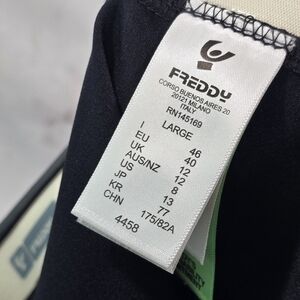 FREDDY
CORSO BUENOS AIRES 20
20121 MILANO
ITALY
RN145169
LARGE
I 46
EU 40
UK 12
AUS/NZ 12
US 8
JP 13
KR 77
CHN 175/82A
4458